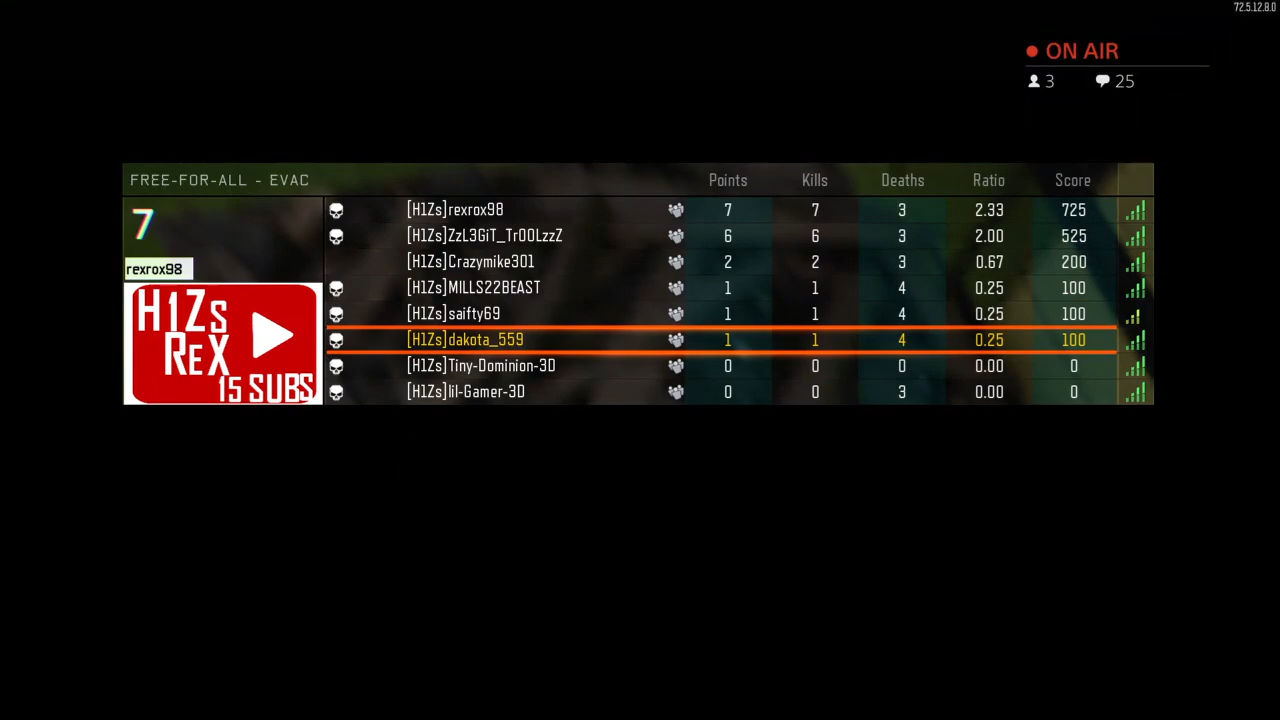 72.5.12.8.0
ON AIR
3 25
FREE-FOR-ALL - EVAC Points Kills Deaths Ratio Score
7
rexrox98
H1Zs
ReX
15 SUBS
[H1Zs]rexrox98 7 7 3 2.33 725
[H1Zs]ZzL3GiT_Tr00LzzZ 6 6 3 2.00 525
[H1Zs]Crazymike301 2 2 3 0.67 200
[H1Zs]MILLS22BEAST 1 1 4 0.25 100
[H1Zs]saifty69 1 1 4 0.25 100
[H1Zs]dakota_559 1 1 4 0.25 100
[H1Zs]Tiny-Dominion-3D 0 0 0 0.00 0
[H1Zs]lil-Gamer-3D 0 0 3 0.00 0